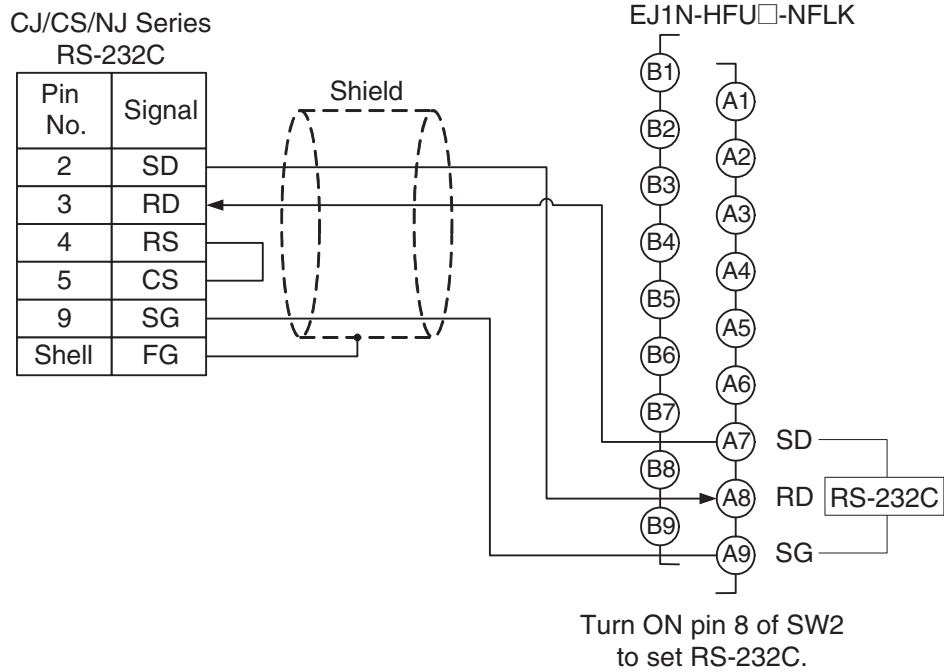 CJ/CS/NJ Series
RS-232C
Pin No. Signal
2 SD
3 RD
4 RS
5 CS
9 SG
Shell FG
Shield
EJ1N-HFU□-NFLK
B1
B2
B3
B4
B5
B6
B7
B8
B9
A1
A2
A3
A4
A5
A6
A7 SD
A8 RD
A9 SG
RS-232C
Turn ON pin 8 of SW2
to set RS-232C.